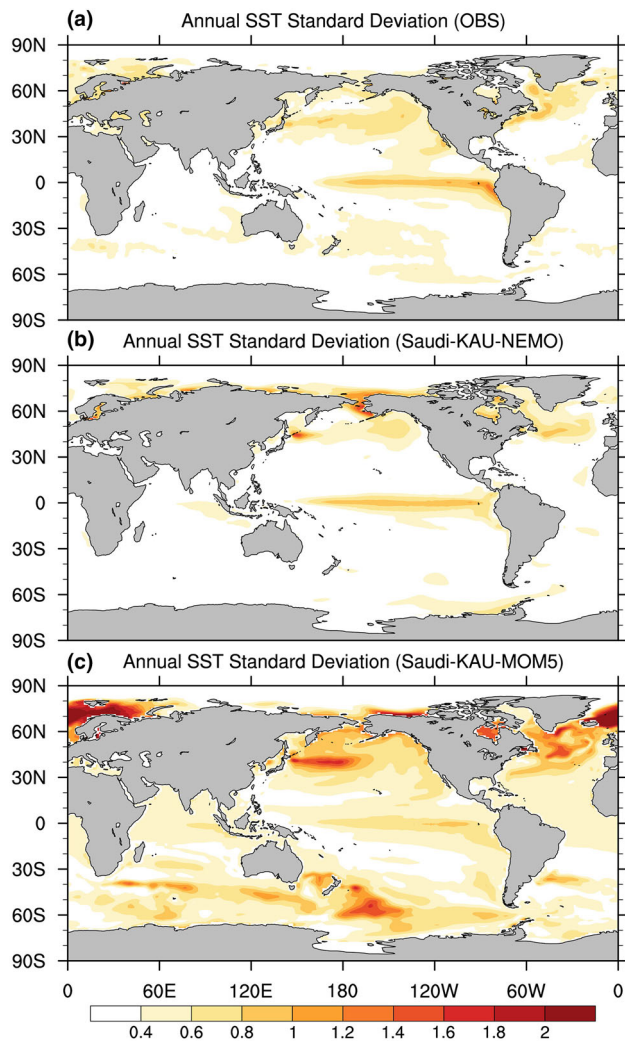 (a) Annual SST Standard Deviation (OBS)
90N
60N
30N
0
30S
60S
90S
(b) Annual SST Standard Deviation (Saudi-KAU-NEMO)
90N
60N
30N
0
30S
60S
90S
(c) Annual SST Standard Deviation (Saudi-KAU-MOM5)
90N
60N
30N
0
30S
60S
90S
0 60E 120E 180 120W 60W 0
0.4 0.6 0.8 1 1.2 1.4 1.6 1.8 2